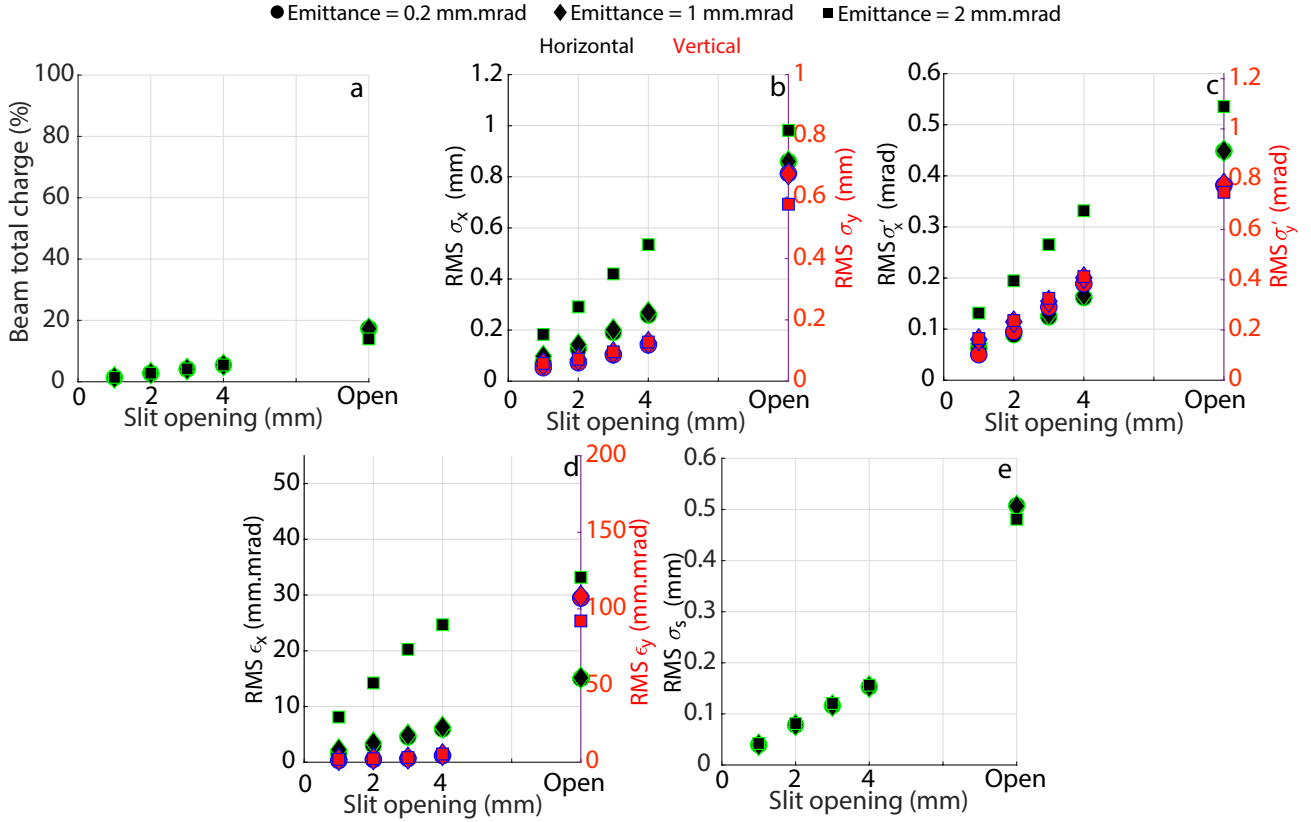 Emittance = 0.2 mm.mrad Emittance = 1 mm.mrad Emittance = 2 mm.mrad
Horizontal Vertical
a
Beam total charge (%)
100
80
60
40
20
0
0 2 4 Open
Slit opening (mm)
b
RMS σx (mm)
1.2
1
0.8
0.6
0.4
0.2
0
RMS σy (mm)
1
0.8
0.6
0.4
0.2
0
0 2 4 Open
Slit opening (mm)
c
RMS σx′ (mrad)
0.6
0.5
0.4
0.3
0.2
0.1
0
RMS σy′ (mrad)
1.2
1
0.8
0.6
0.4
0.2
0
0 2 4 Open
Slit opening (mm)
d
RMS ϵx (mm.mrad)
50
40
30
20
10
0
RMS ϵy (mm.mrad)
200
150
100
50
0
0 2 4 Open
Slit opening (mm)
e
RMS σs (mm)
0.6
0.5
0.4
0.3
0.2
0.1
0
0 2 4 Open
Slit opening (mm)